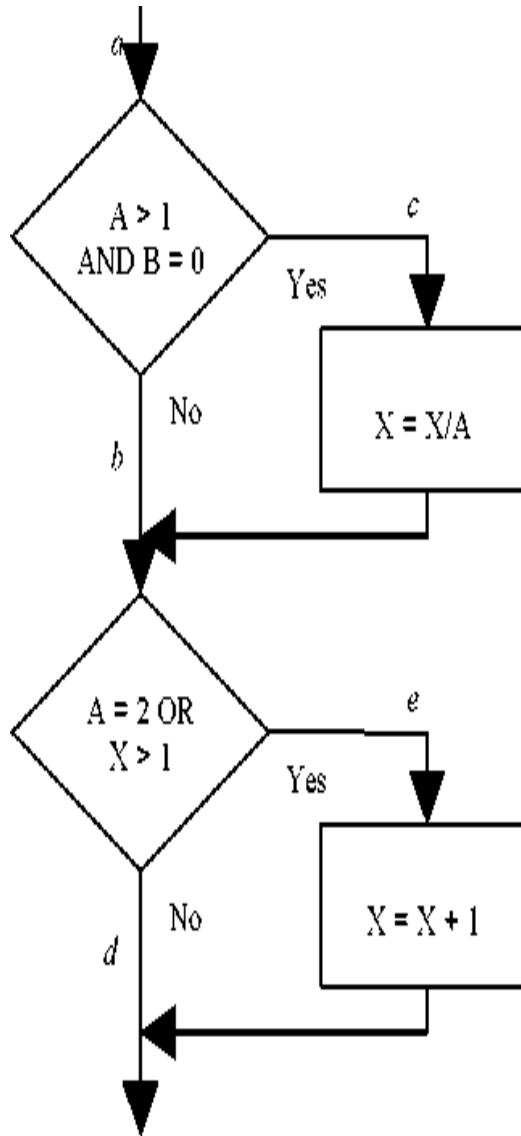 a
A > 1
AND B = 0
c
Yes
No
X = X/A
b
A = 2 OR
X > 1
e
Yes
No
X = X + 1
d